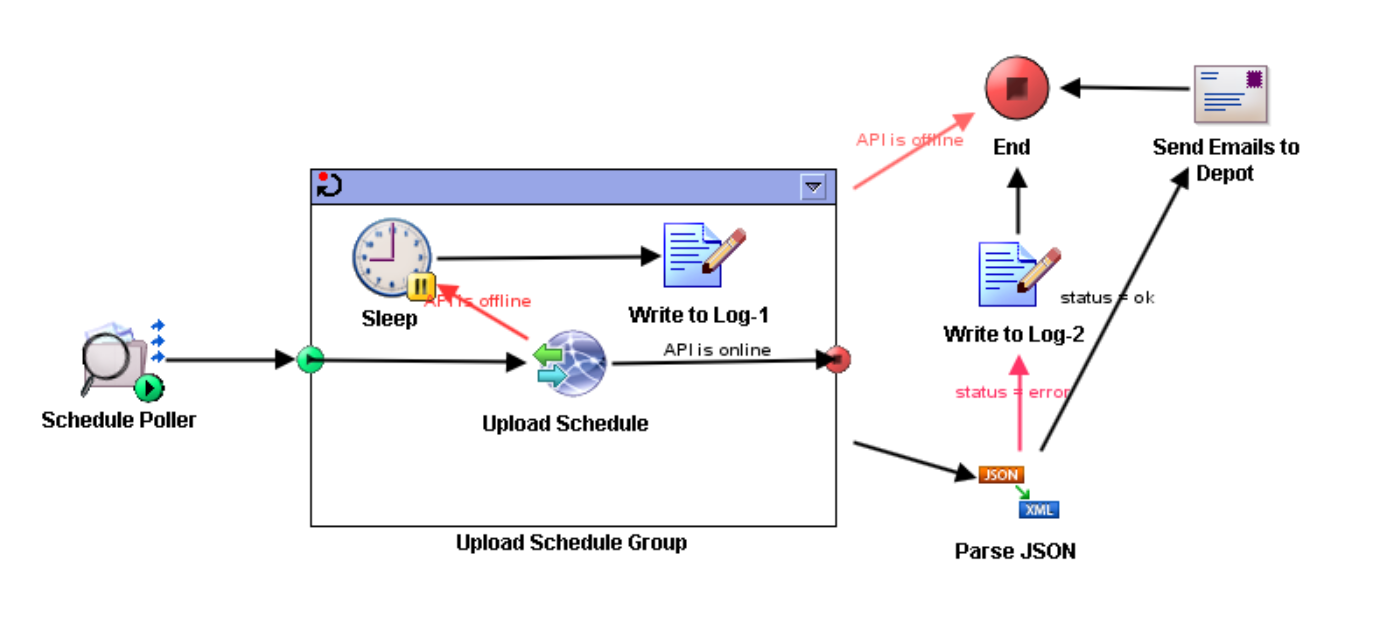 API is offline
End
Send Emails to
Depot
API is offline
Sleep
Write to Log-1
status = ok
Write to Log-2
API is online
status = error
Schedule Poller
Upload Schedule
JSON
XML
Upload Schedule Group
Parse JSON